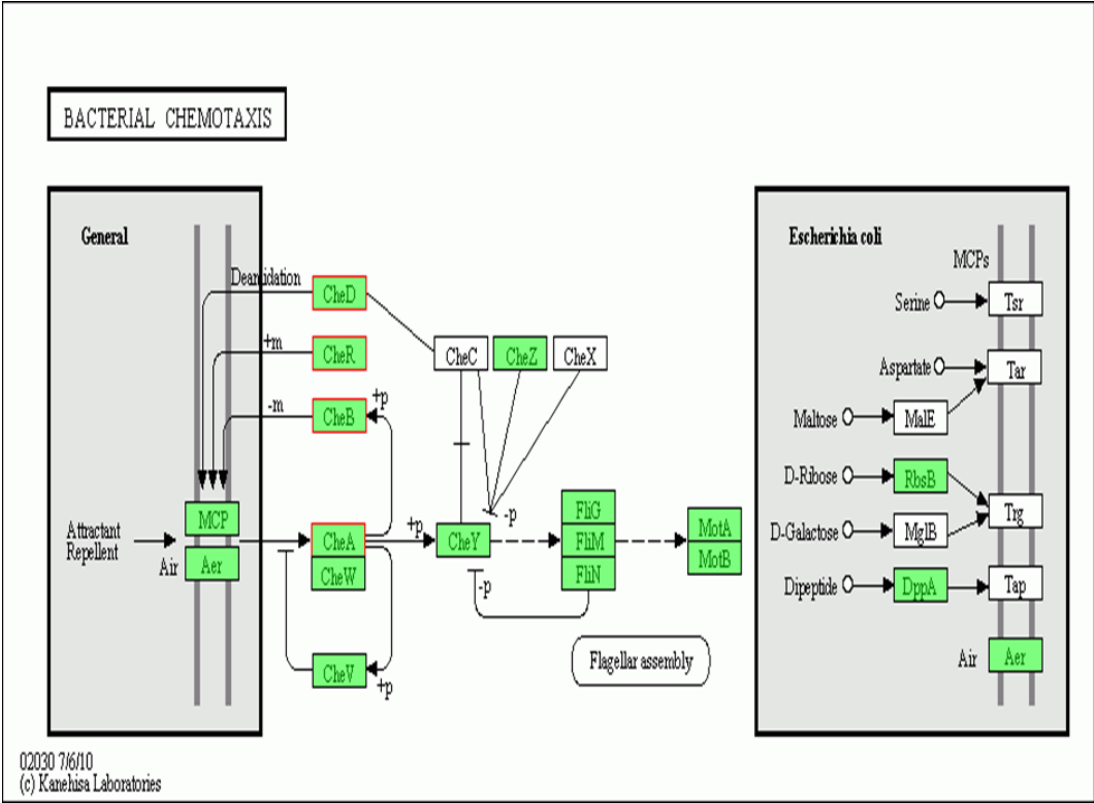 BACTERIAL CHEMOTAXIS
General
Deamidation
CheD
+m
CheR
-m
CheB
+p
CheC
CheZ
CheX
MCP
Attractant
Repellent
Air
Aer
CheA
CheW
+p
CheY
-p
-p
FliG
FliM
FliN
MotA
MotB
CheV
+p
Flagellar assembly
Escherichia coli
MCPs
Serine
Tsr
Aspartate
Tar
Maltose
MalE
D-Ribose
RbsB
Trg
D-Galactose
MglB
Dipeptide
DppA
Tap
Air
Aer
02030 7/6/10
(c) Kanehisa Laboratories